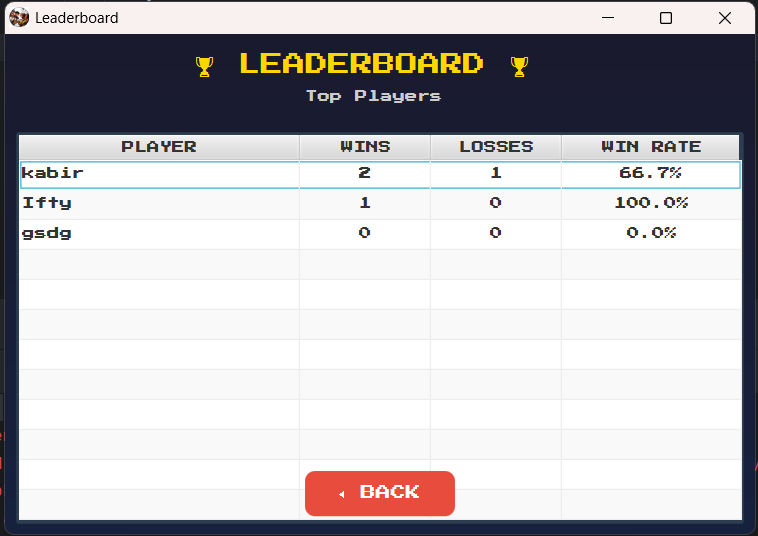 Leaderboard
🏆 LEADERBOARD 🏆
Top Players
PLAYER WINS LOSSES WIN RATE
kabir 2 1 66.7%
Ifty 1 0 100.0%
gsdg 0 0 0.0%
◂ BACK